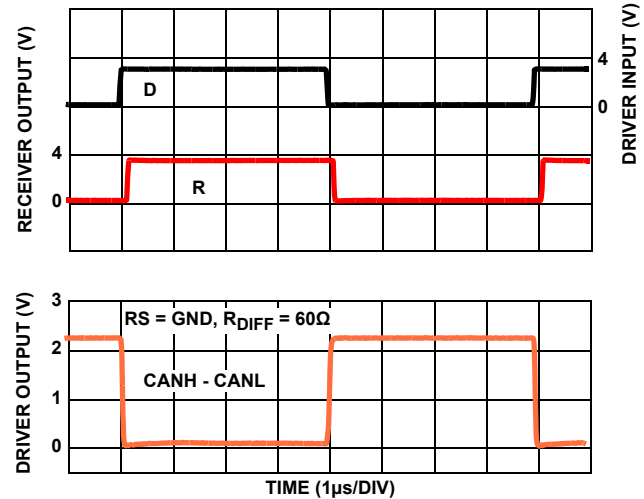 RECEIVER OUTPUT (V)
4
0
D
R
4
0
DRIVER INPUT (V)
DRIVER OUTPUT (V)
3
2
1
0
RS = GND, RDIFF = 60Ω
CANH - CANL
TIME (1µs/DIV)